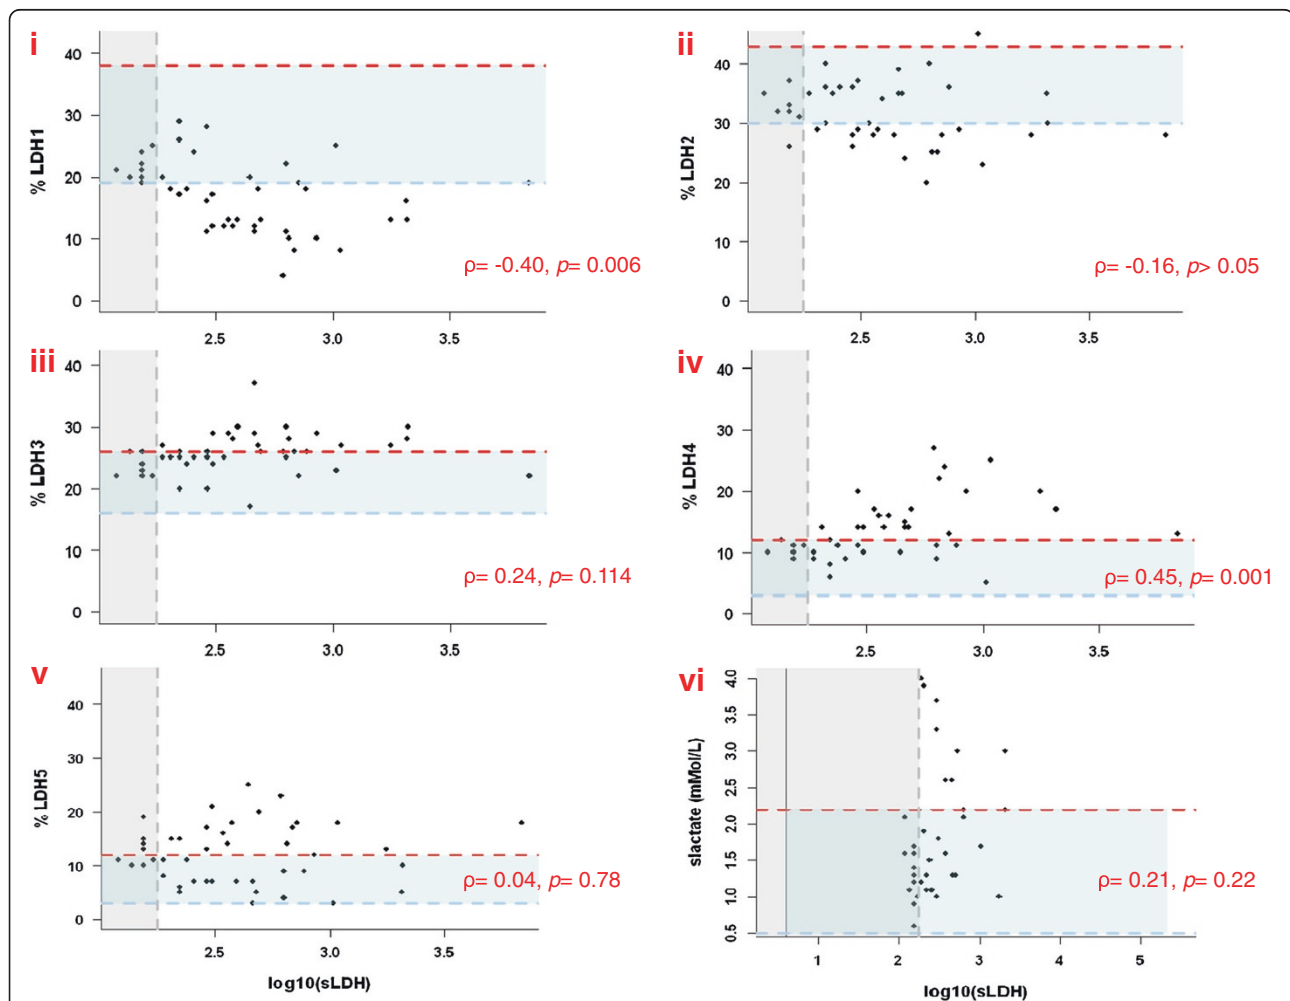 i
40
30
20
10
0
% LDH1
ρ= -0.40, p= 0.006
2.5 3.0 3.5
ii
40
30
20
10
0
% LDH2
ρ= -0.16, p> 0.05
2.5 3.0 3.5
iii
40
30
20
10
0
% LDH3
ρ= 0.24, p= 0.114
2.5 3.0 3.5
iv
40
30
20
10
0
% LDH4
ρ= 0.45, p= 0.001
2.5 3.0 3.5
v
40
30
20
10
0
% LDH5
ρ= 0.04, p= 0.78
2.5 3.0 3.5
log10(sLDH)
vi
4.0
3.5
3.0
2.5
2.0
1.5
1.0
0.5
slactate (mMol/L)
ρ= 0.21, p= 0.22
1 2 3 4 5
log10(sLDH)